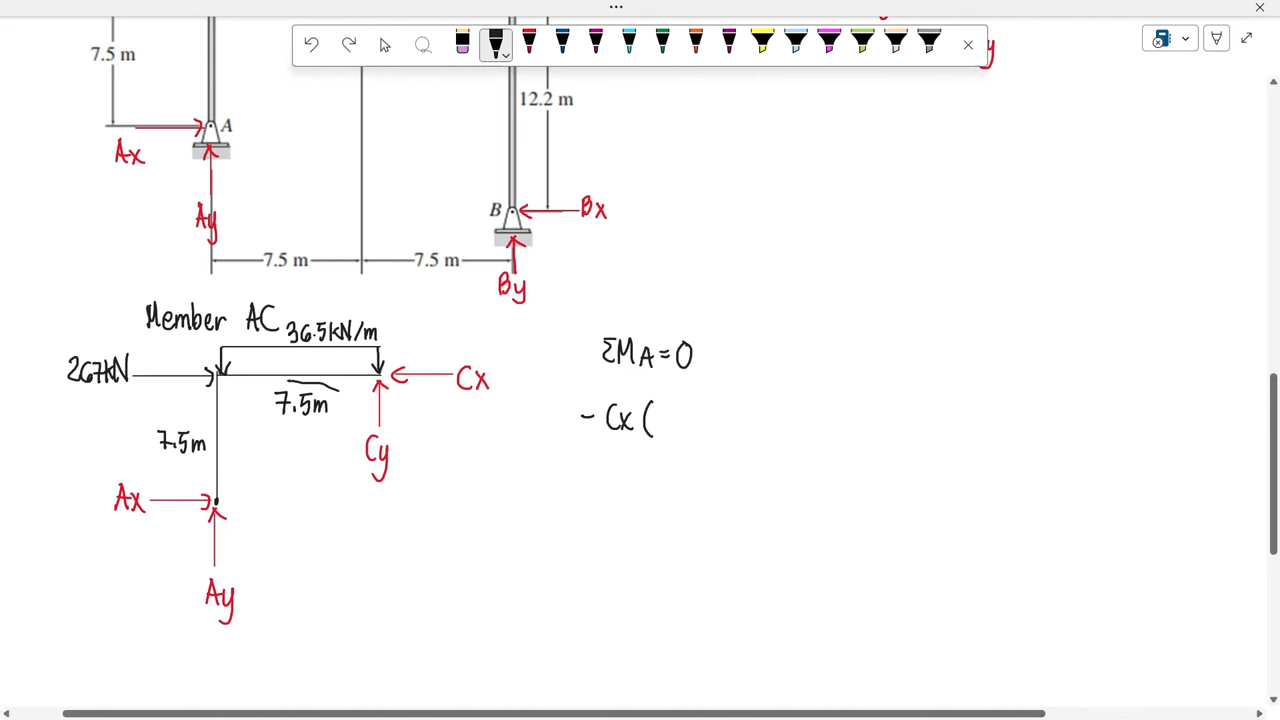 7.5 m
A
Ax
Ay
12.2 m
B
Bx
7.5 m
7.5 m
By
y
Member AC
36.5kN/m
267kN
Cx
7.5m
7.5m
Cy
Ax
Ay
ΣMA=0
- Cx (